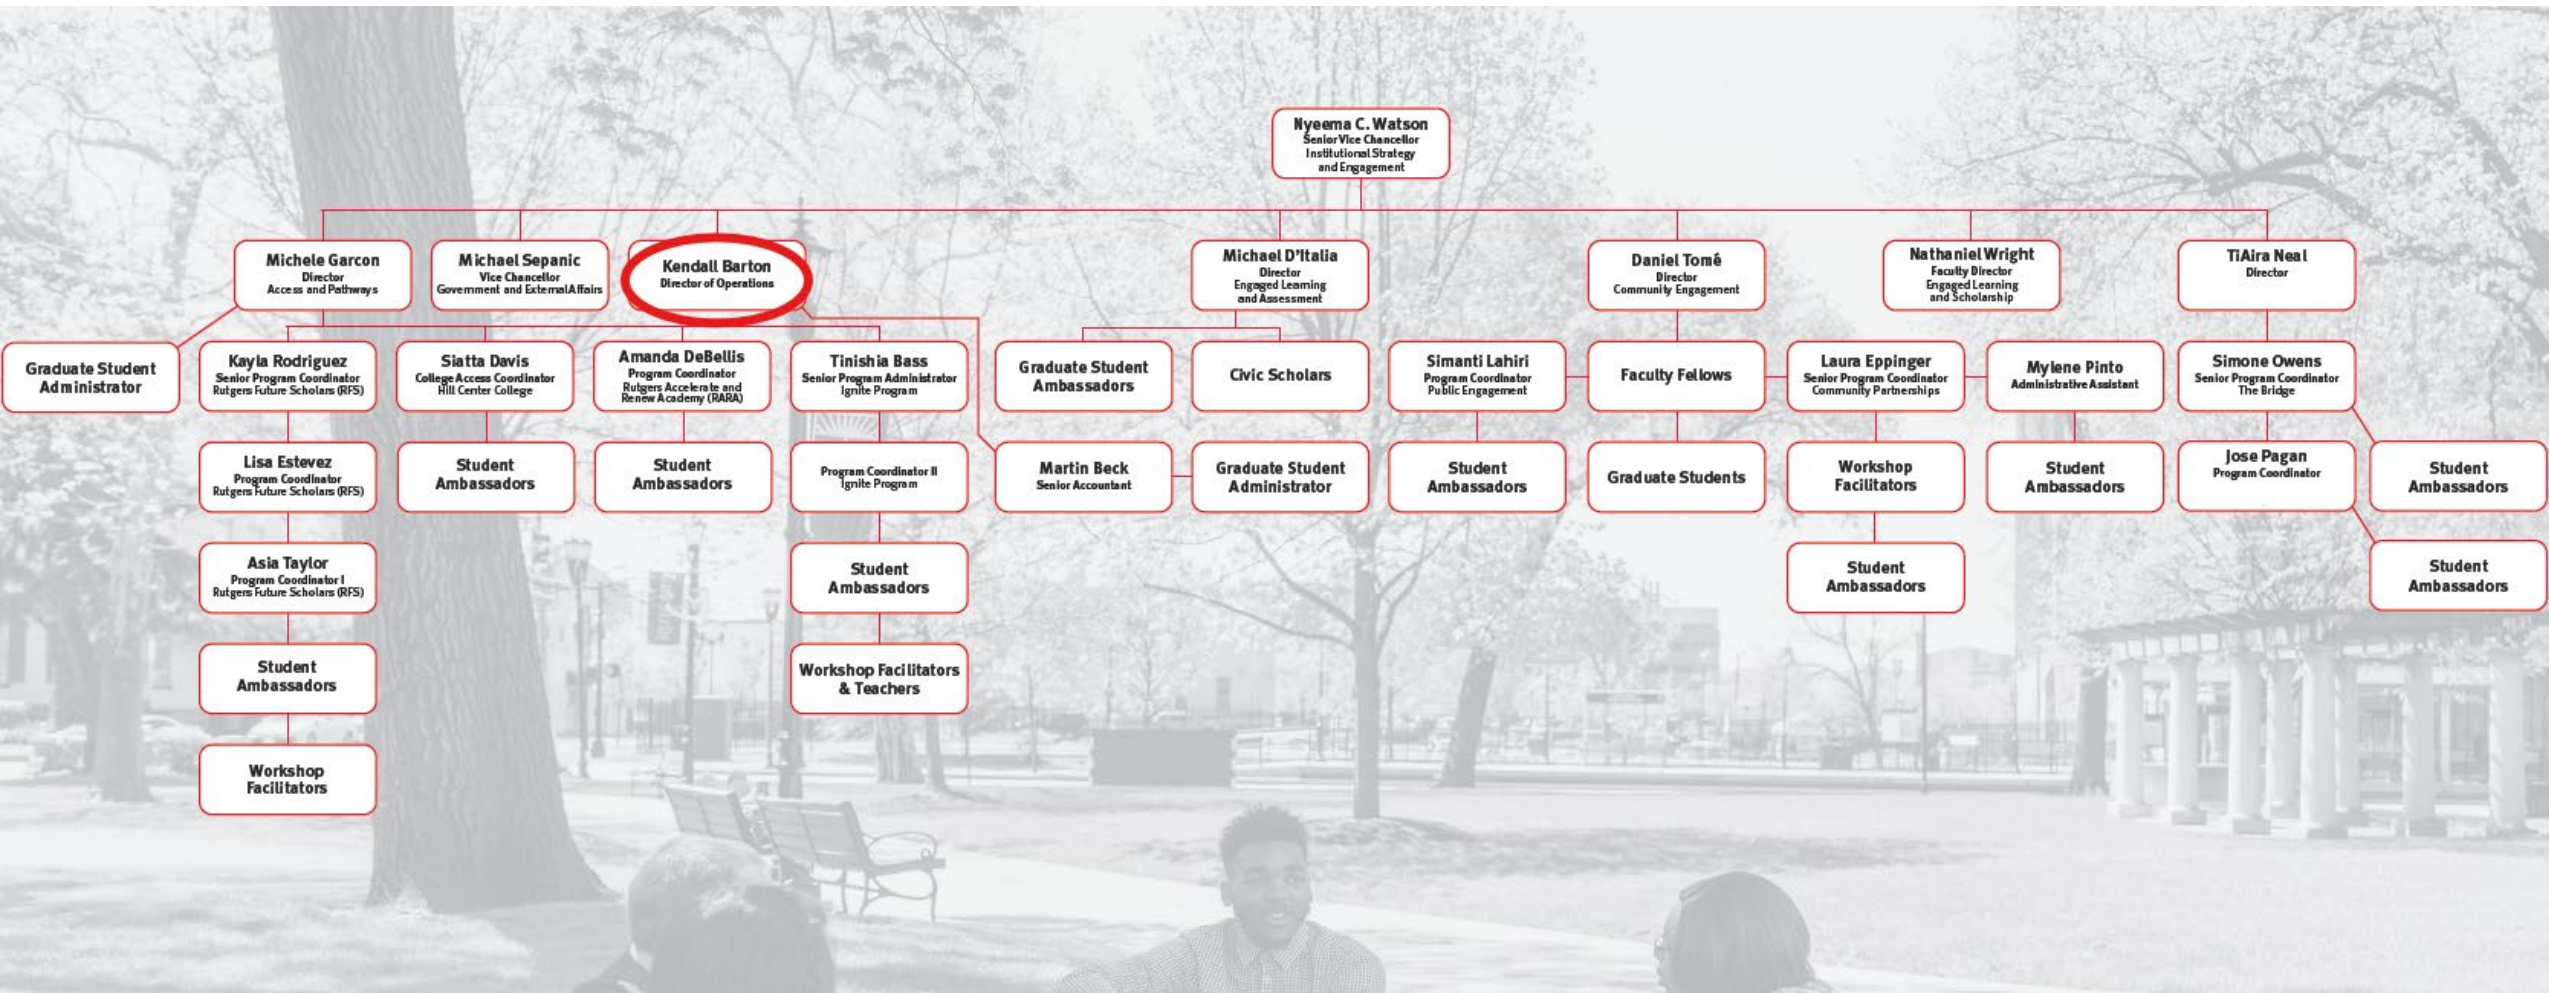 Nyeema C. Watson
Senior Vice Chancellor
Institutional Strategy
and Engagement
Michele Garcon
Director
Access and Pathways
Michael Sepanic
Vice Chancellor
Government and External Affairs
Kendall Barton
Director of Operations
Michael D'Italia
Director
Engaged Learning
and Assessment
Daniel Tomé
Director
Community Engagement
Nathaniel Wright
Faculty Director
Engaged Learning
and Scholarship
TiAira Neal
Director
Graduate Student
Administrator
Kayla Rodriguez
Senior Program Coordinator
Rutgers Future Scholars (RFS)
Siatta Davis
College Access Coordinator
Hill Center College
Amanda DeBellis
Program Coordinator
Rutgers Accelerate and
Renew Academy (RARA)
Tinishia Bass
Senior Program Administrator
Ignite Program
Graduate Student
Ambassadors
Civic Scholars
Simanti Lahiri
Program Coordinator
Public Engagement
Faculty Fellows
Laura Eppinger
Senior Program Coordinator
Community Partnerships
Mylene Pinto
Administrative Assistant
Simone Owens
Senior Program Coordinator
The Bridge
Lisa Estevez
Program Coordinator
Rutgers Future Scholars (RFS)
Student
Ambassadors
Student
Ambassadors
Program Coordinator II
Ignite Program
Martin Beck
Senior Accountant
Graduate Student
Administrator
Student
Ambassadors
Graduate Students
Workshop
Facilitators
Student
Ambassadors
Jose Pagan
Program Coordinator
Student
Ambassadors
Asia Taylor
Program Coordinator I
Rutgers Future Scholars (RFS)
Student
Ambassadors
Student
Ambassadors
Student
Ambassadors
Student
Ambassadors
Workshop Facilitators
& Teachers
Workshop
Facilitators